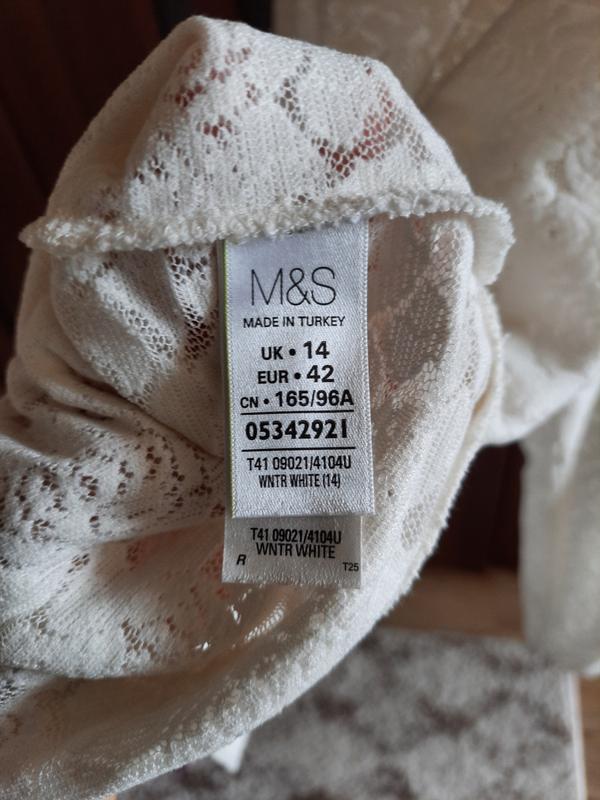 M&S
MADE IN TURKEY
UK • 14
EUR • 42
CN • 165/96A
05342921
T41 09021/4104U
WNTR WHITE (14)
T41 09021/4104U
WNTR WHITE
R T25